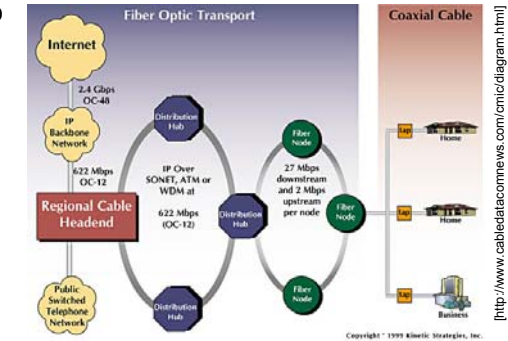 Fiber Optic Transport
Coaxial Cable
Internet
2.4 Gbps
OC-48
IP
Backbone
Network
622 Mbps
OC-12
Regional Cable
Headend
Public
Switched
Telephone
Network
Distribution
Hub
IP Over
SONET, ATM or
WDM at
622 Mbps
(OC-12)
Distribution
Hub
Distribution
Hub
Fiber
Node
27 Mbps
downstream
and 2 Mbps
upstream
per node
Fiber
Node
Fiber
Node
tap
Home
tap
Home
tap
Business
Copyright © 1999 Kinetic Strategies, Inc.
[http://www.cabledatacomnews.com/cmic/diagram.html]